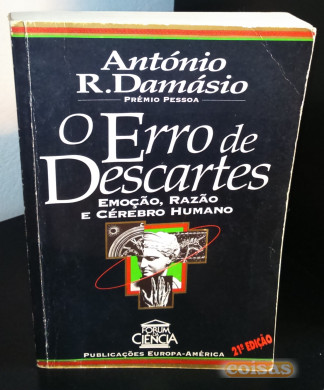 António
R. Damásio
PRÉMIO PESSOA
O Erro de
Descartes
EMOÇÃO, RAZÃO
E CÉREBRO HUMANO
FORUM DA
CIÊNCIA
PUBLICAÇÕES EUROPA-AMÉRICA
21ª EDIÇÃO
coisas